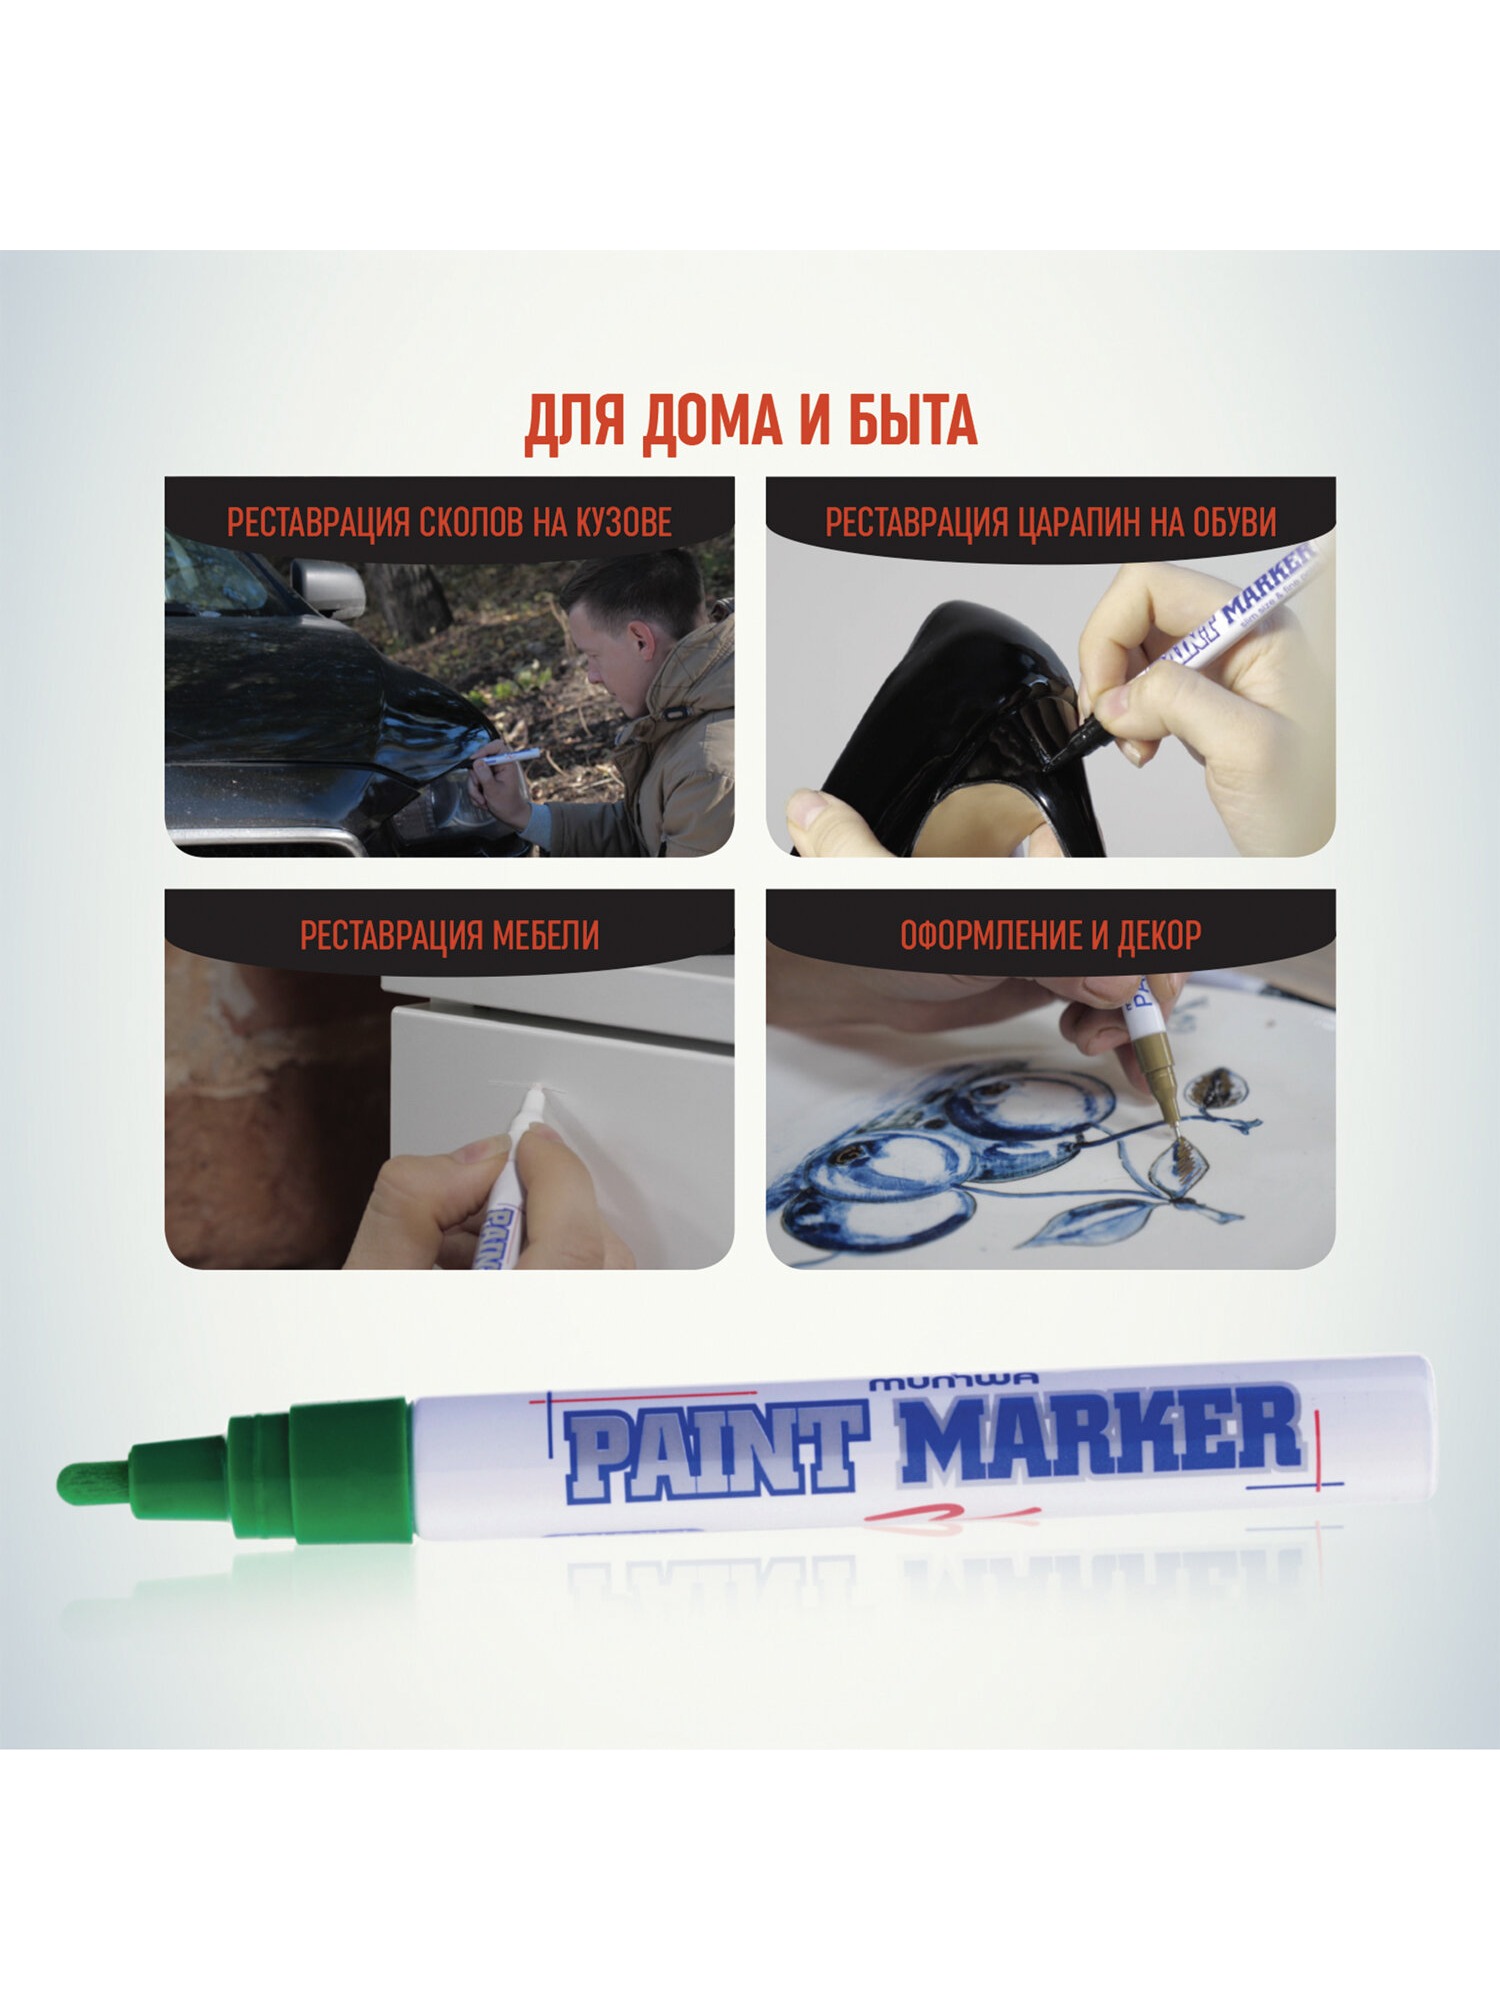 ДЛЯ ДОМА И БЫТА
РЕСТАВРАЦИЯ СКОЛОВ НА КУЗОВЕ
РЕСТАВРАЦИЯ ЦАРАПИН НА ОБУВИ
MARKER
РЕСТАВРАЦИЯ МЕБЕЛИ
ОФОРМЛЕНИЕ И ДЕКОР
munhwa
PAINT MARKER